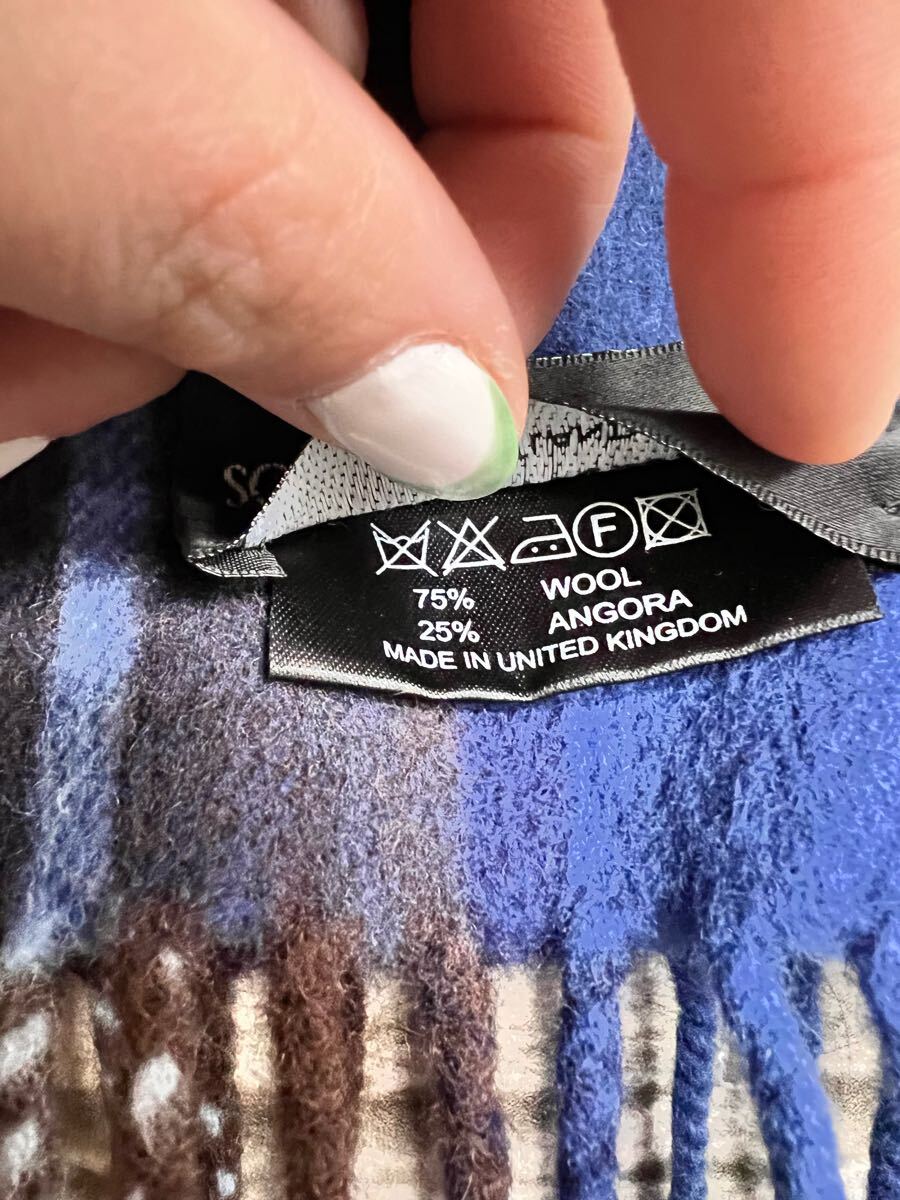 F
75% WOOL
25% ANGORA
MADE IN UNITED KINGDOM